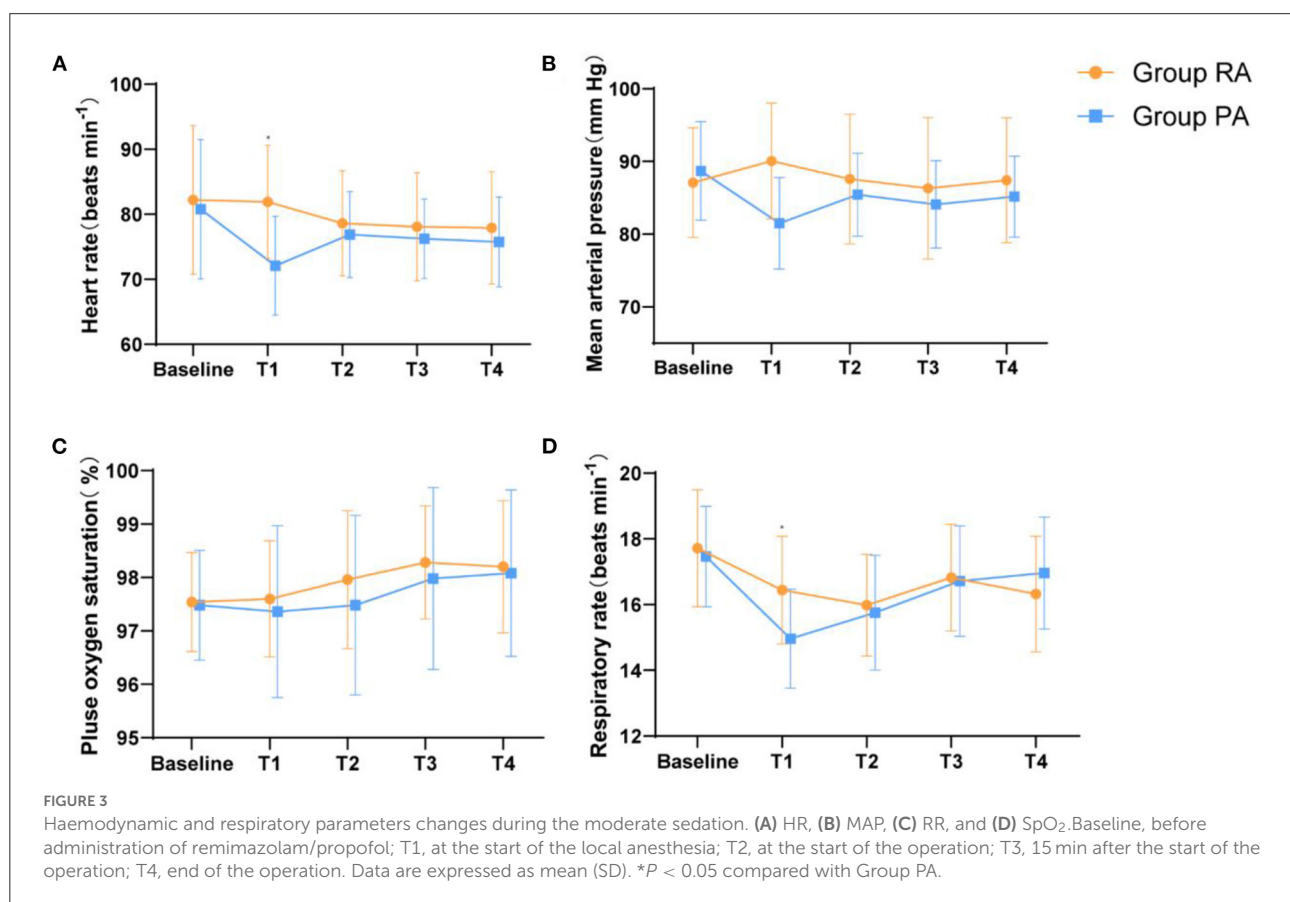 A
Heart rate(beats min⁻¹)
100
90
80
70
60
*
Baseline T1 T2 T3 T4
B
Mean arterial pressure(mm Hg)
100
90
80
70
Baseline T1 T2 T3 T4
Group RA
Group PA
C
Pluse oxygen saturation( %)
100
99
98
97
96
95
Baseline T1 T2 T3 T4
D
Respiratory rate(beats min⁻¹)
20
18
16
14
12
*
Baseline T1 T2 T3 T4
FIGURE 3
Haemodynamic and respiratory parameters changes during the moderate sedation. (A) HR, (B) MAP, (C) RR, and (D) SpO₂.Baseline, before
administration of remimazolam/propofol; T1, at the start of the local anesthesia; T2, at the start of the operation; T3, 15 min after the start of the
operation; T4, end of the operation. Data are expressed as mean (SD). *P < 0.05 compared with Group PA.